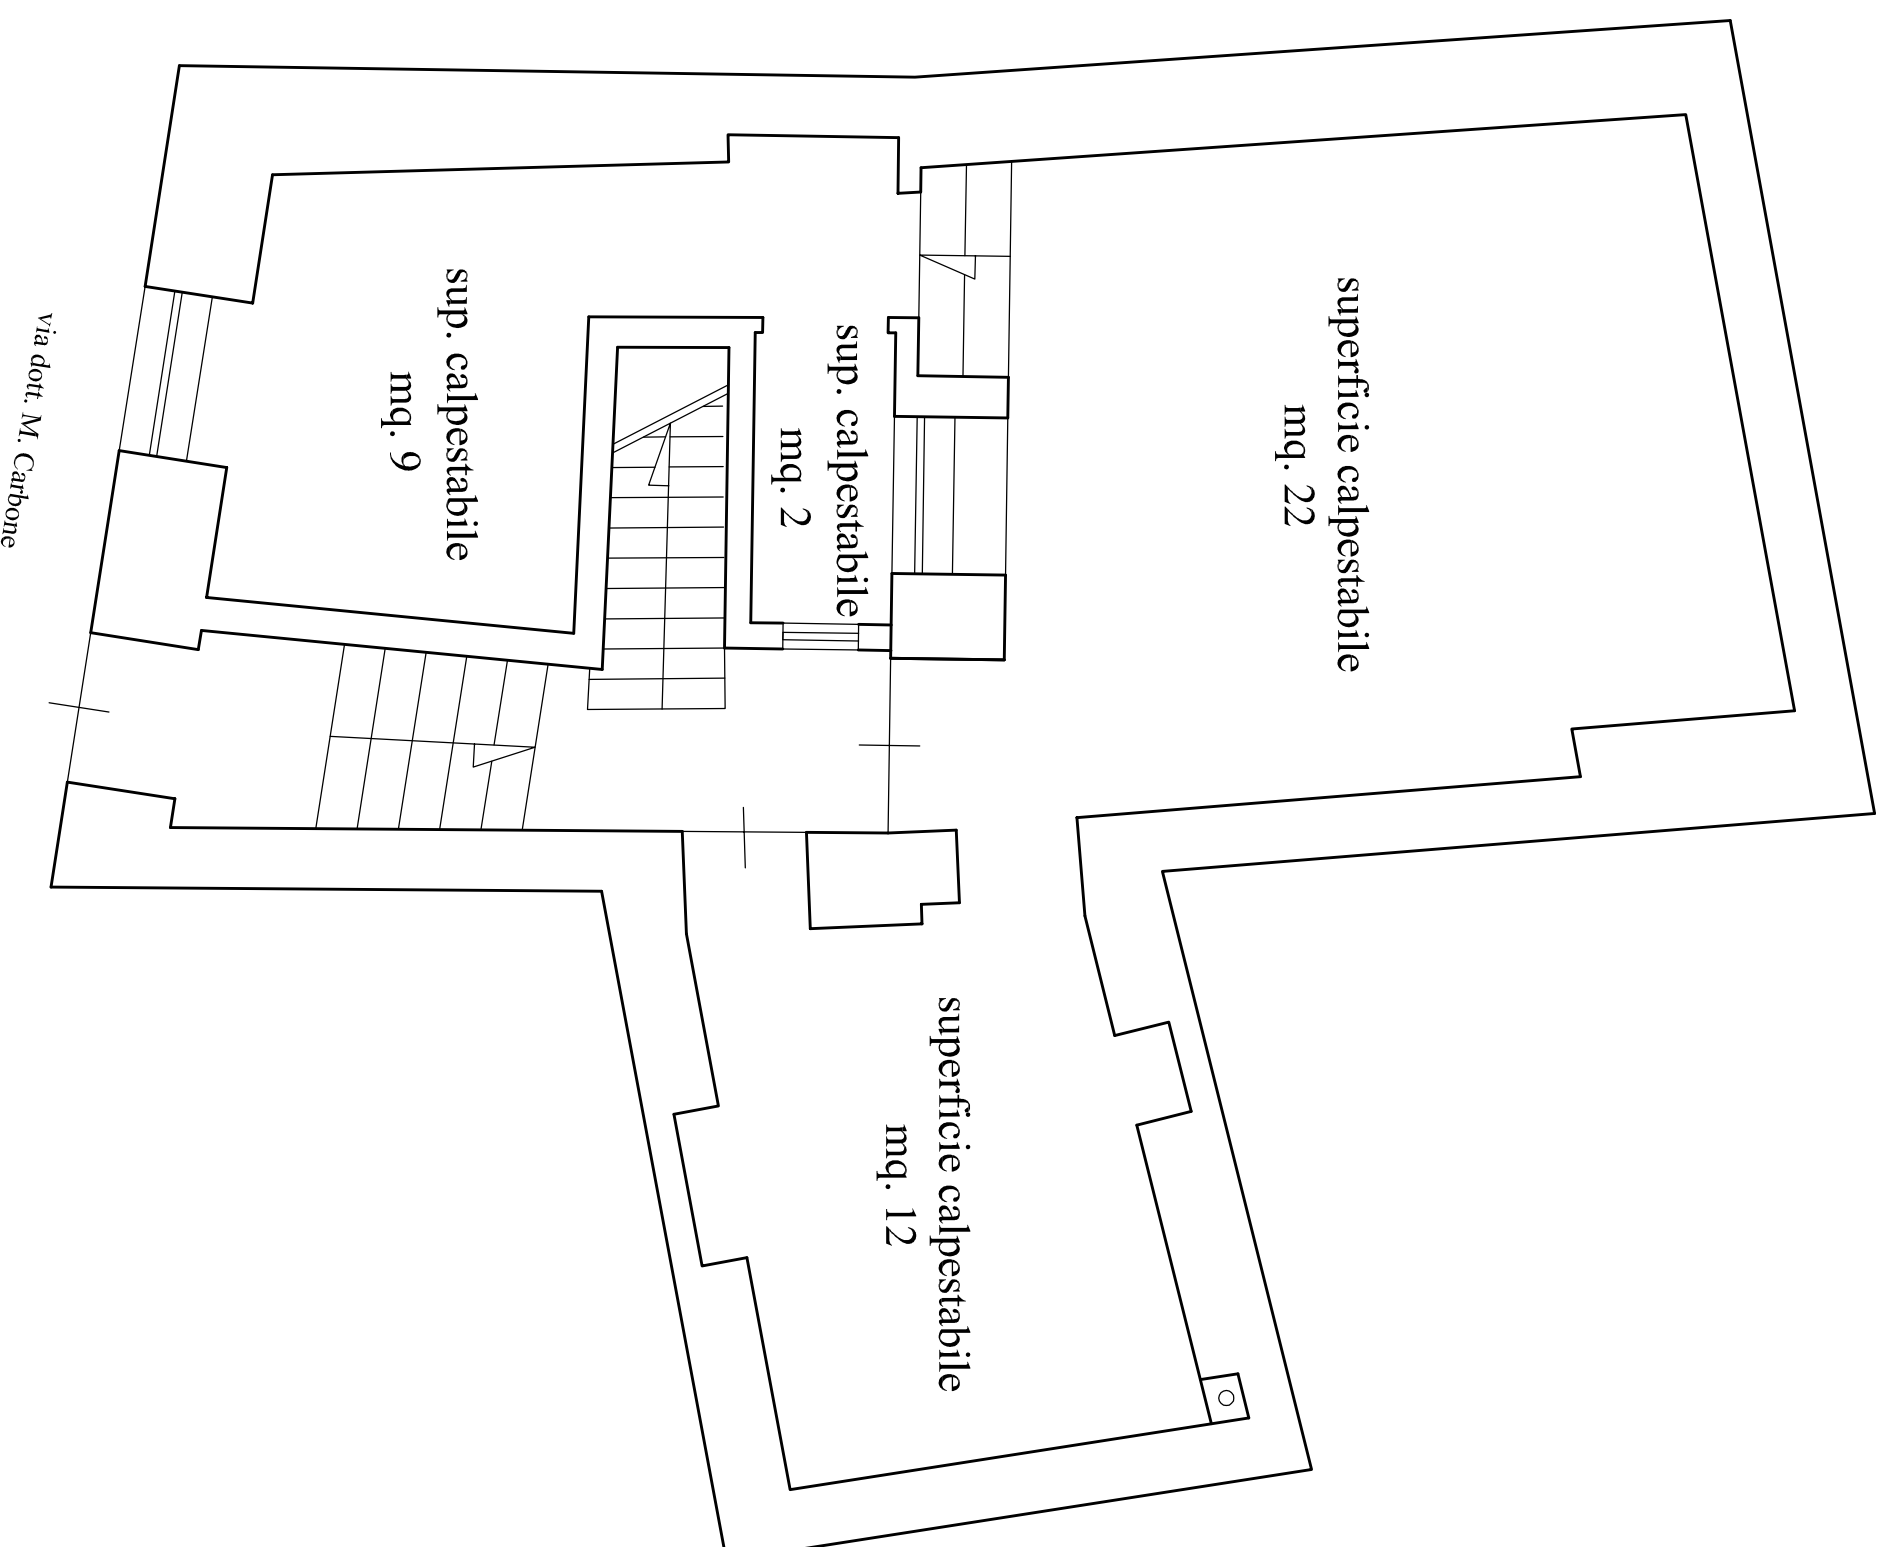 via dott. M. Carbone
sup. calpestabile
mq. 9
sup. calpestabile
mq. 2
superficie calpestabile
mq. 22
superficie calpestabile
mq. 12